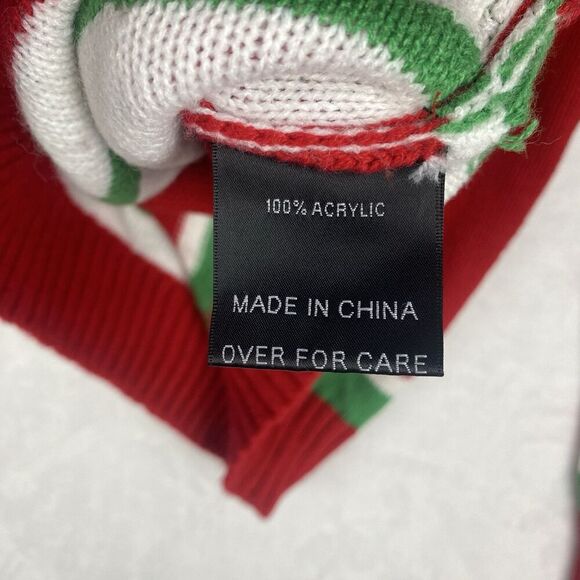 100% ACRYLIC
MADE IN CHINA
OVER FOR CARE